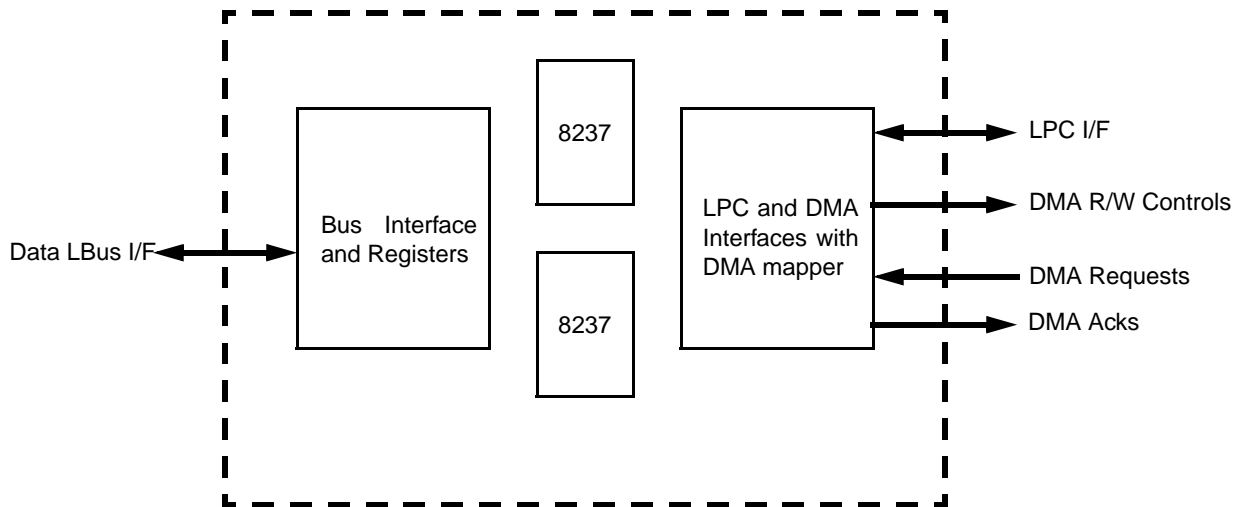 Data LBus I/F
Bus Interface
and Registers
8237
8237
LPC and DMA
Interfaces with
DMA mapper
LPC I/F
DMA R/W Controls
DMA Requests
DMA Acks